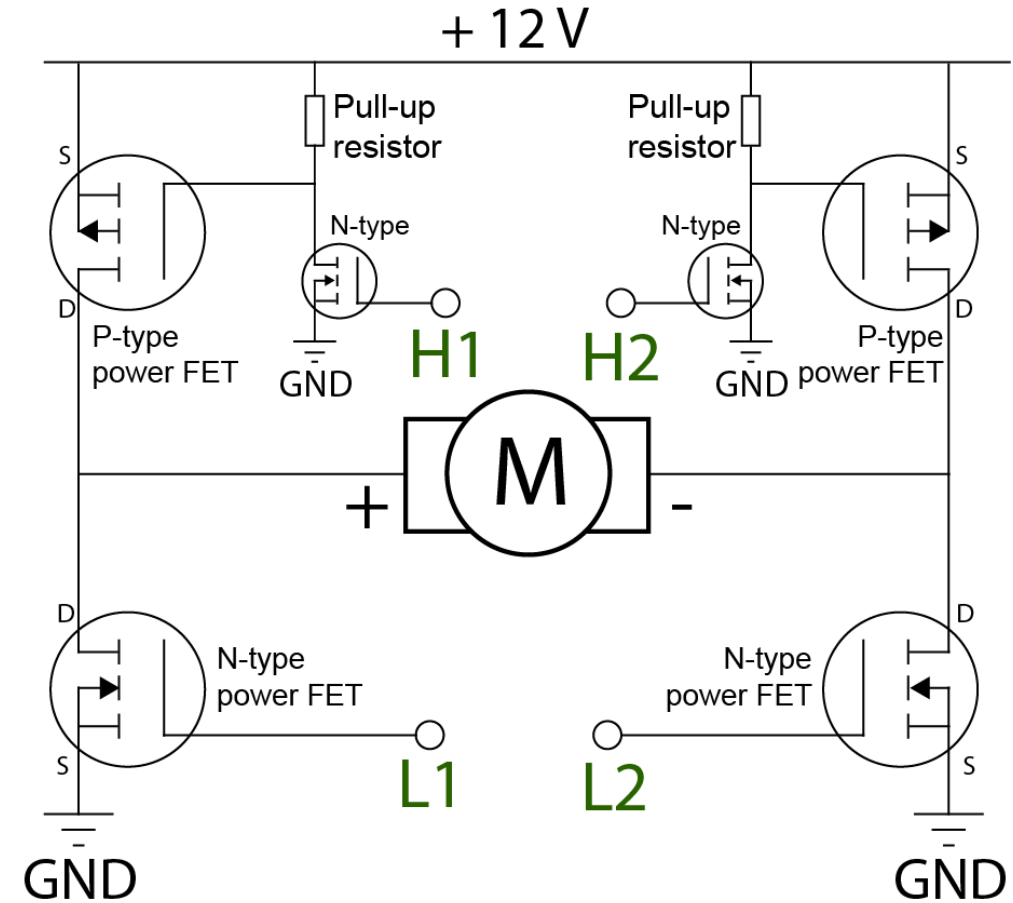 + 12 V
Pull-up
resistor
Pull-up
resistor
S
S
N-type
N-type
D
D
P-type
power FET
H1
H2
P-type
power FET
GND
GND
M
+
-
D
D
N-type
power FET
N-type
power FET
S
S
L1
L2
GND
GND